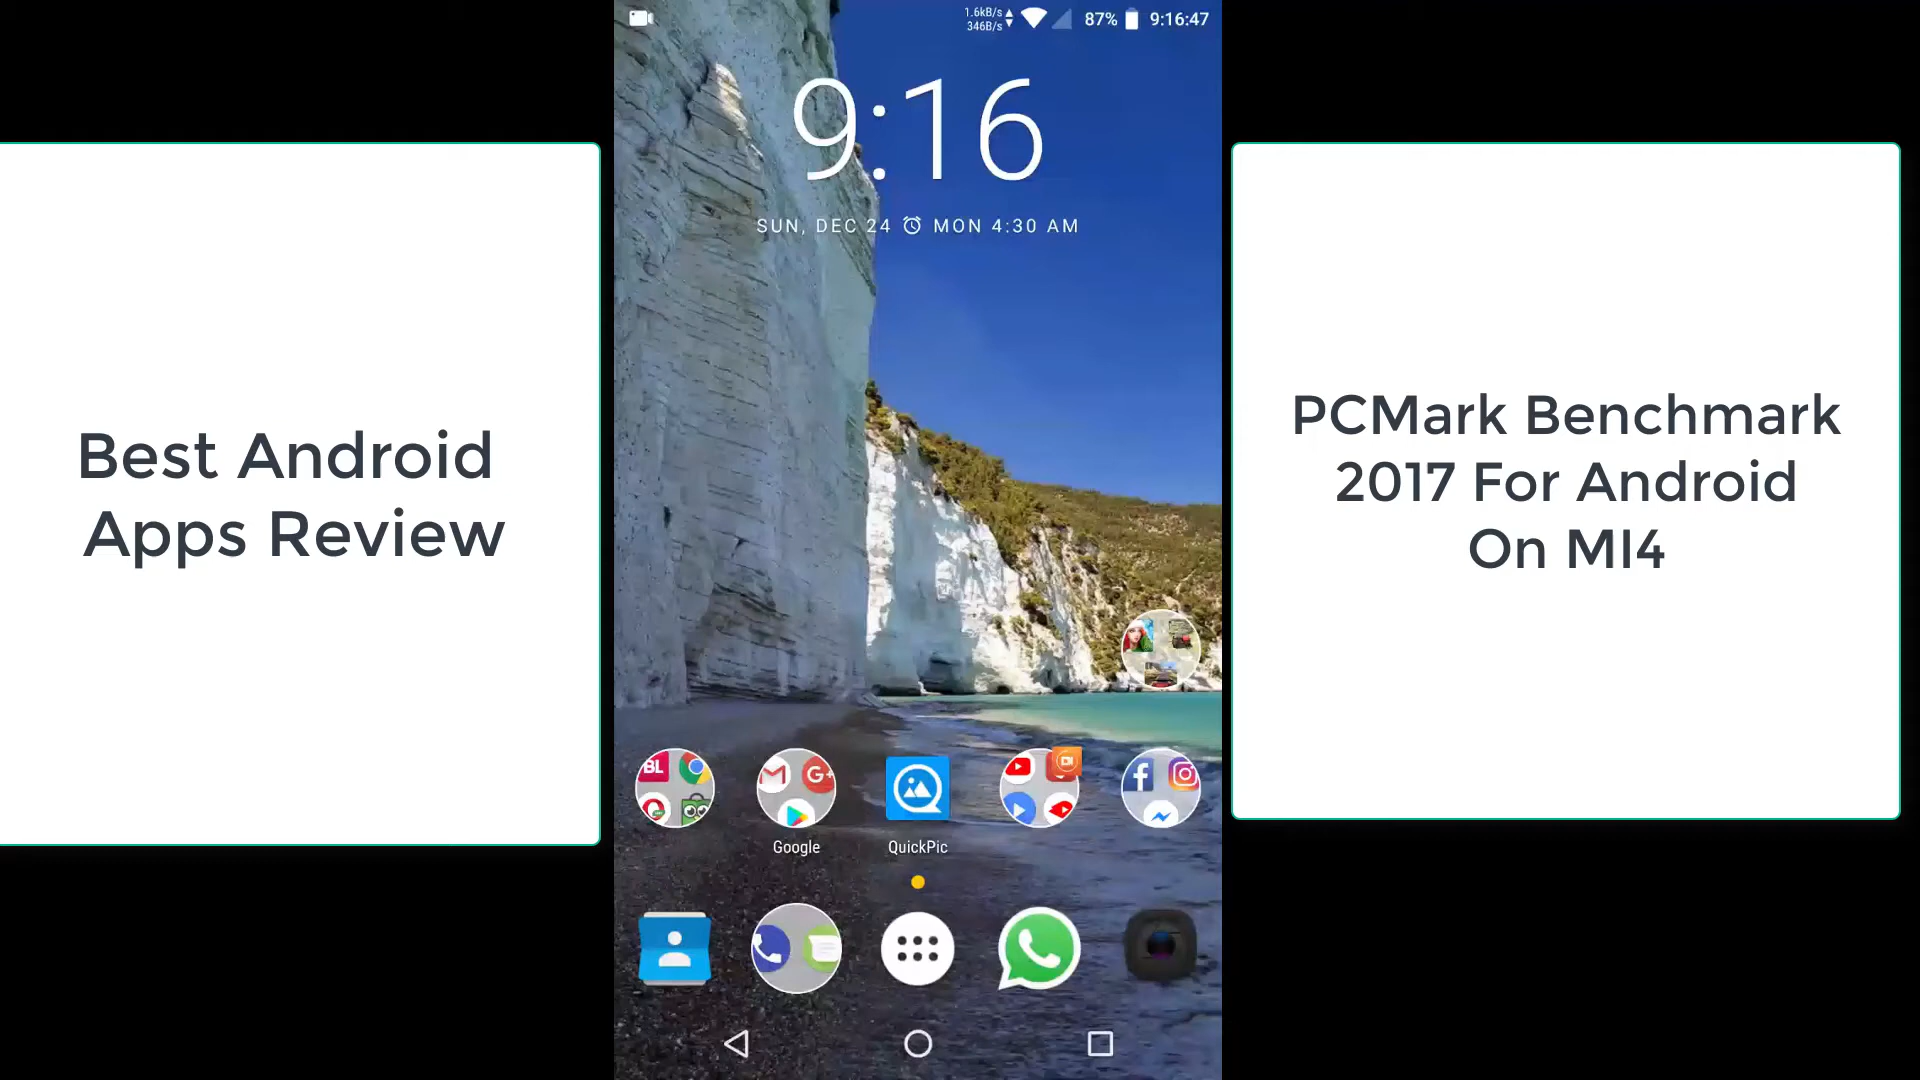 1.6kB/s
346B/s
87%
9:16:47
9:16
SUN, DEC 24
MON 4:30 AM
Best Android
Apps Review
PCMark Benchmark
2017 For Android
On MI4
BL
G+
Google
QuickPic